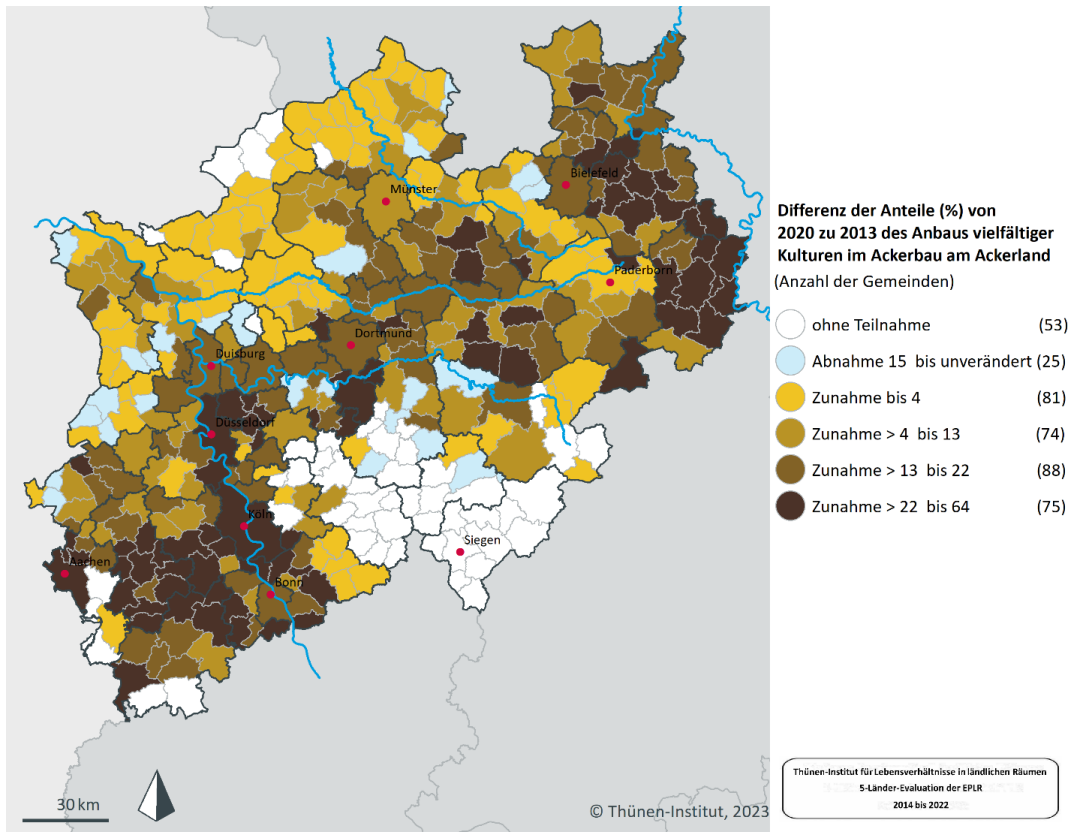 Münster
Bielefeld
Paderborn
Dortmund
Duisburg
Düsseldorf
Köln
Siegen
Aachen
Bonn
30 km
© Thünen-Institut, 2023
Differenz der Anteile (%) von
2020 zu 2013 des Anbaus vielfältiger
Kulturen im Ackerbau am Ackerland
(Anzahl der Gemeinden)
ohne Teilnahme (53)
Abnahme 15 bis unverändert (25)
Zunahme bis 4 (81)
Zunahme > 4 bis 13 (74)
Zunahme > 13 bis 22 (88)
Zunahme > 22 bis 64 (75)
Thünen-Institut für Lebensverhältnisse in ländlichen Räumen
5-Länder-Evaluation der EPLR
2014 bis 2022